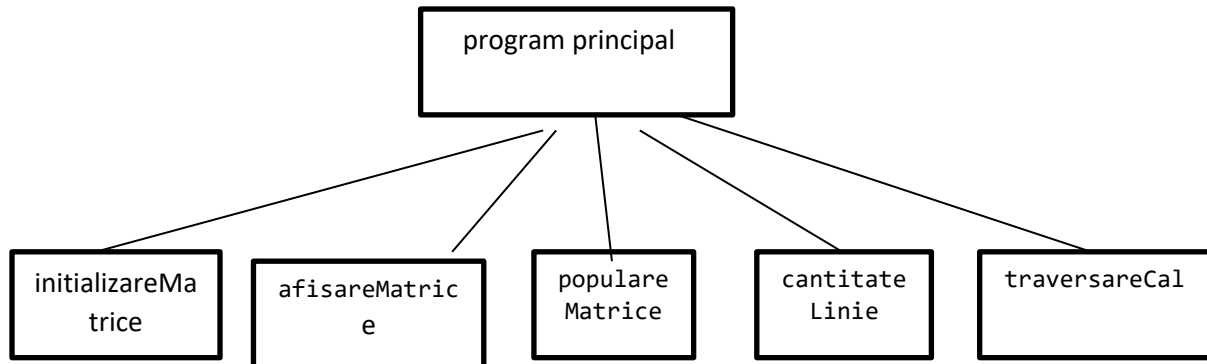 program principal
initializareMa
trice
afisareMatric
e
populare
Matrice
cantitate
Linie
traversareCal